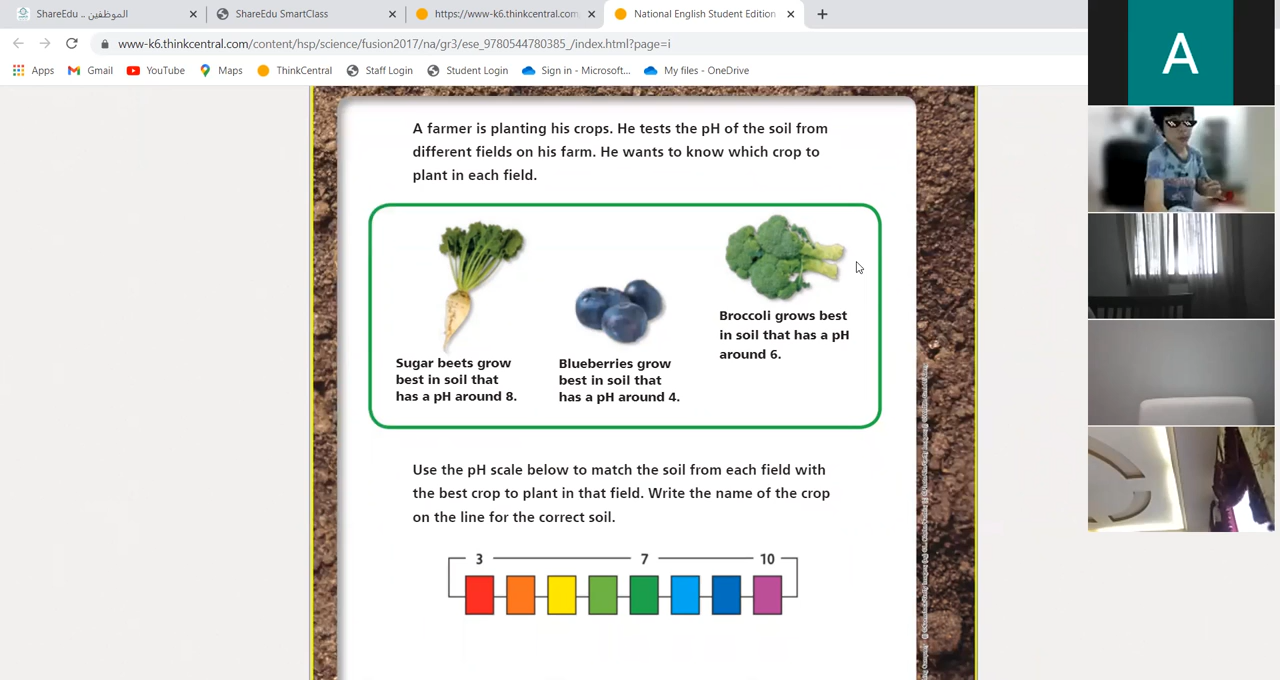 الموظفين .. ShareEdu
ShareEdu SmartClass
https://www-k6.thinkcentral.com
National English Student Edition
www-k6.thinkcentral.com/content/hsp/science/fusion2017/na/gr3/ese_9780544780385_/index.html?page=i
Apps
Gmail
YouTube
Maps
ThinkCentral
Staff Login
Student Login
Sign in - Microsoft...
My files - OneDrive
A
A farmer is planting his crops. He tests the pH of the soil from
different fields on his farm. He wants to know which crop to
plant in each field.
Sugar beets grow
best in soil that
has a pH around 8.
Blueberries grow
best in soil that
has a pH around 4.
Broccoli grows best
in soil that has a pH
around 6.
Use the pH scale below to match the soil from each field with
the best crop to plant in that field. Write the name of the crop
on the line for the correct soil.
3 7 10